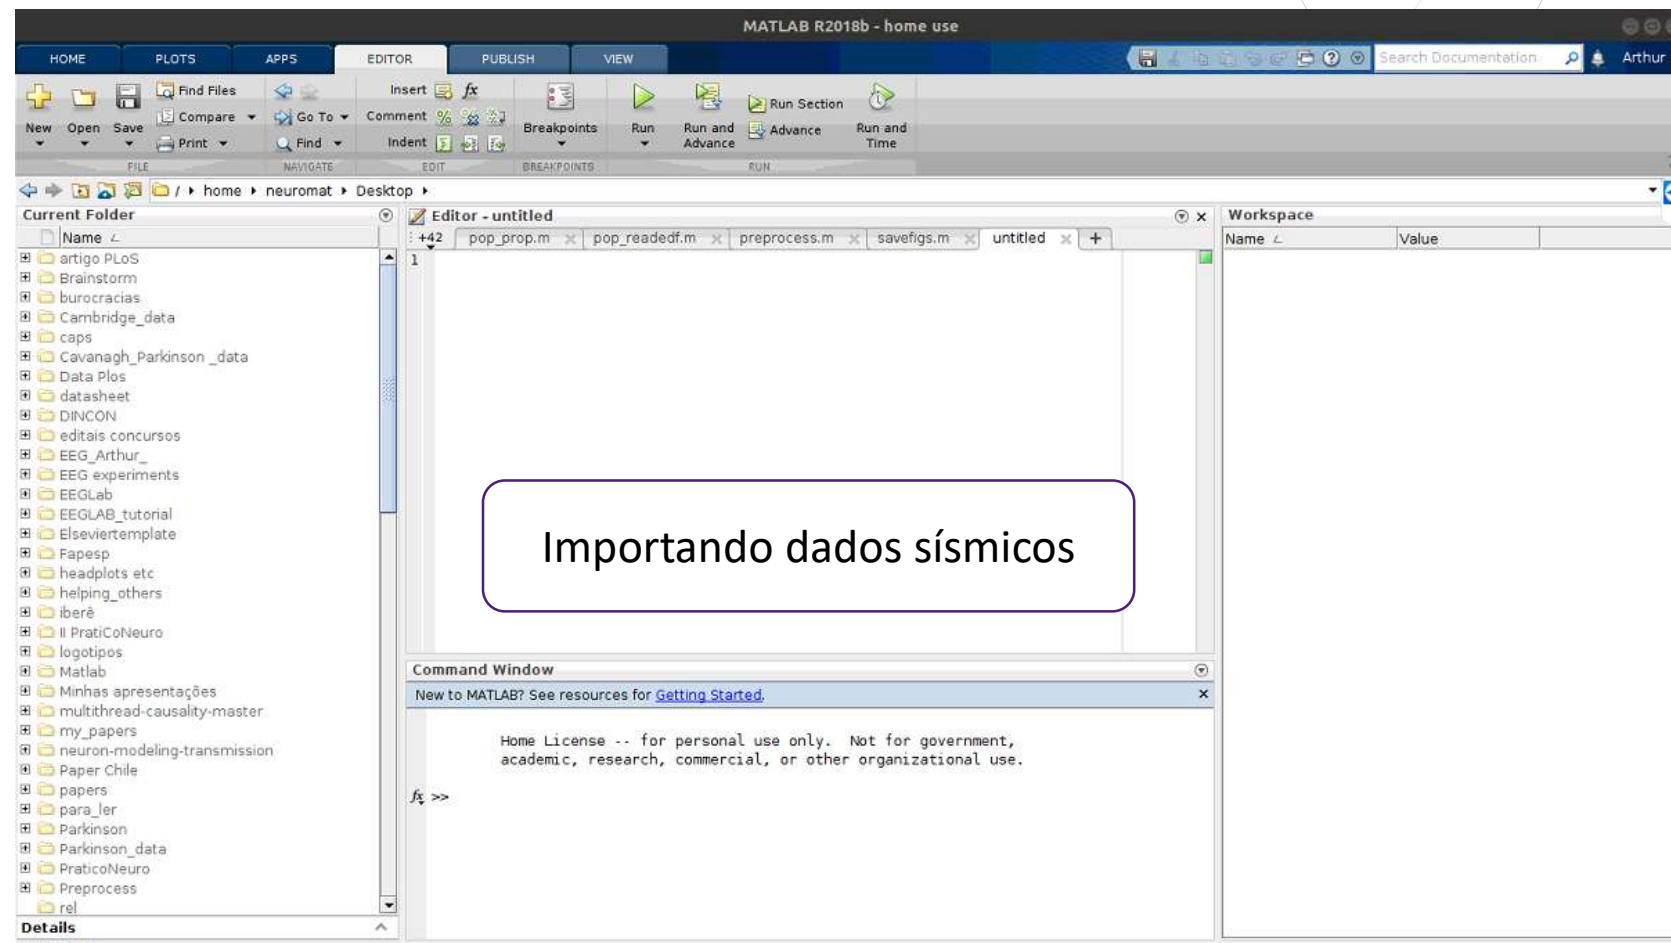 MATLAB R2018b - home use
HOME PLOTS APPS EDITOR PUBLISH VIEW Search Documentation Arthur
Find Files Insert fx
Compare Go To Comment Run Section
New Open Save Breakpoints Run Run and Advance Advance Run and Time
Print Find Indent
FILE NAVIGATE EDIT BREAKPOINTS RUN
/ home neuromat Desktop
Current Folder
Name
artigo PLoS
Brainstorm
burocracias
Cambridge_data
caps
Cavanagh_Parkinson _data
Data Plos
datasheet
DINCON
editais concursos
EEG_Arthur_
EEG experiments
EEGLab
EEGLAB_tutorial
Elseviertemplate
Fapesp
headplots etc
helping_others
iberê
II PratiCoNeuro
logotipos
Matlab
Minhas apresentações
multithread-causality-master
my_papers
neuron-modeling-transmission
Paper Chile
papers
para_ler
Parkinson
Parkinson_data
PraticoNeuro
Preprocess
rel
Details
Editor - untitled
+42 pop_prop.m pop_readedf.m preprocess.m savefigs.m untitled +
1
Importando dados sísmicos
Command Window
New to MATLAB? See resources for Getting Started.
Home License -- for personal use only. Not for government,
academic, research, commercial, or other organizational use.
fx >>
Workspace
Name Value